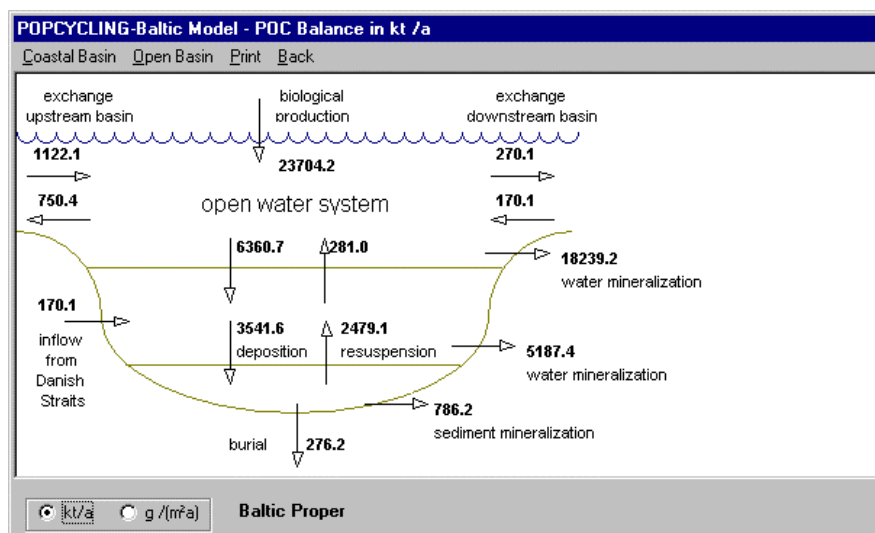 POPCYCLING-Baltic Model - POC Balance in kt /a
Coastal Basin Open Basin Print Back
exchange
upstream basin
biological
production
exchange
downstream basin
1122.1
23704.2
270.1
750.4
open water system
170.1
6360.7
281.0
18239.2
water mineralization
170.1
inflow
from
Danish
Straits
3541.6
deposition
2479.1
resuspension
5187.4
water mineralization
786.2
sediment mineralization
burial
276.2
kt/a
g /(m²a)
Baltic Proper